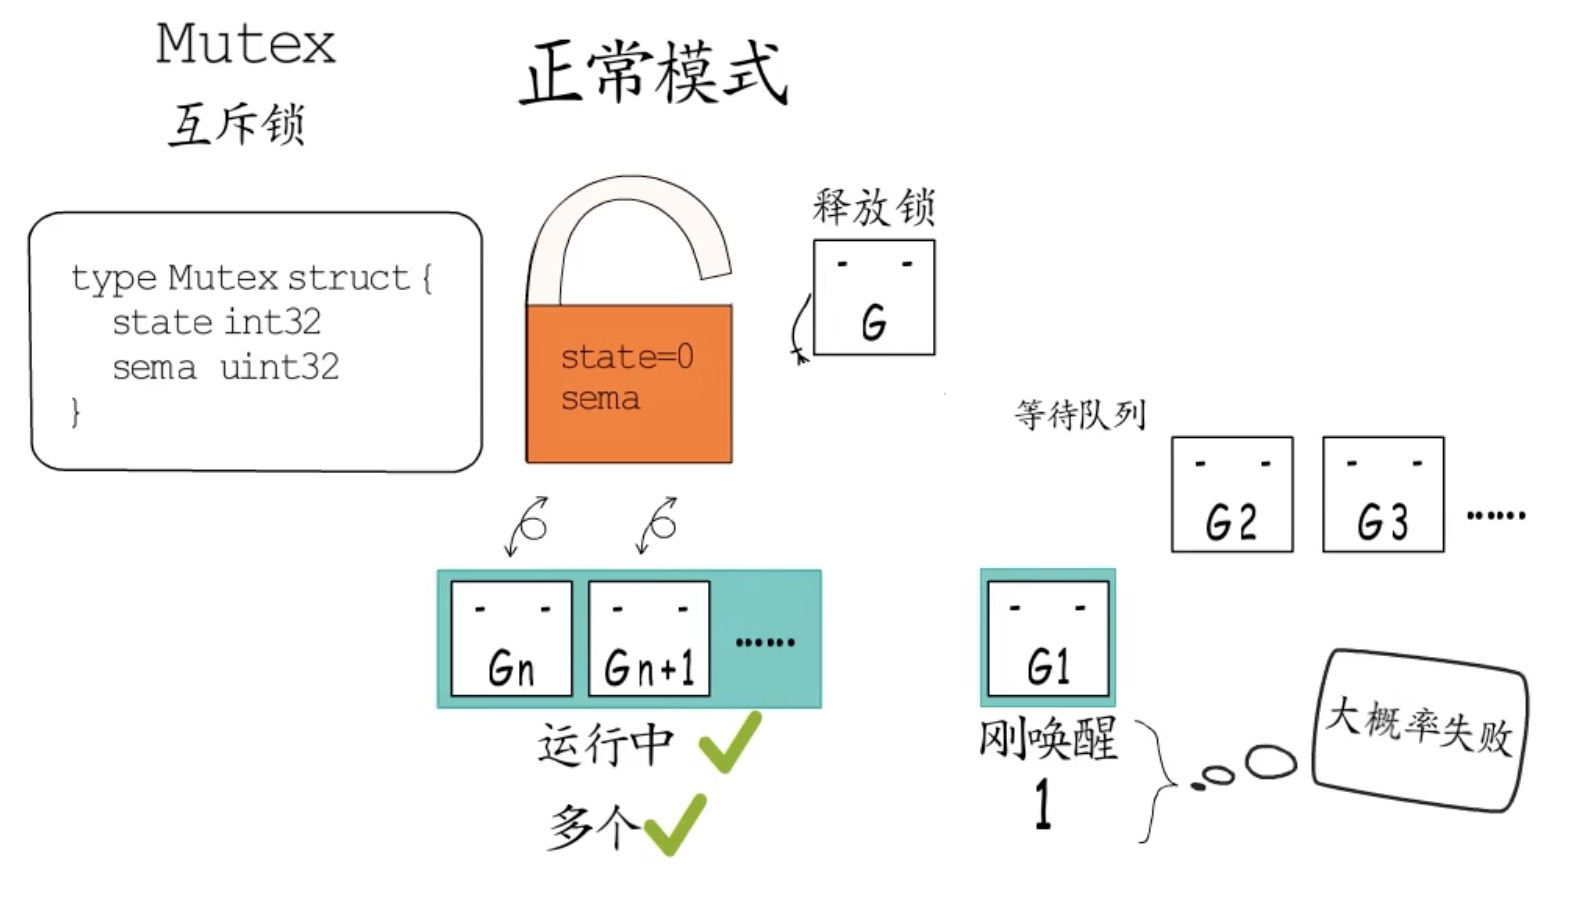 Mutex
互斥锁
正常模式
type Mutex struct {
state int32
sema uint32
}
state=0
sema
释放锁
G
等待队列
G2
G3
……
Gn
Gn+1
……
运行中
多个
G1
刚唤醒
1
大概率失败